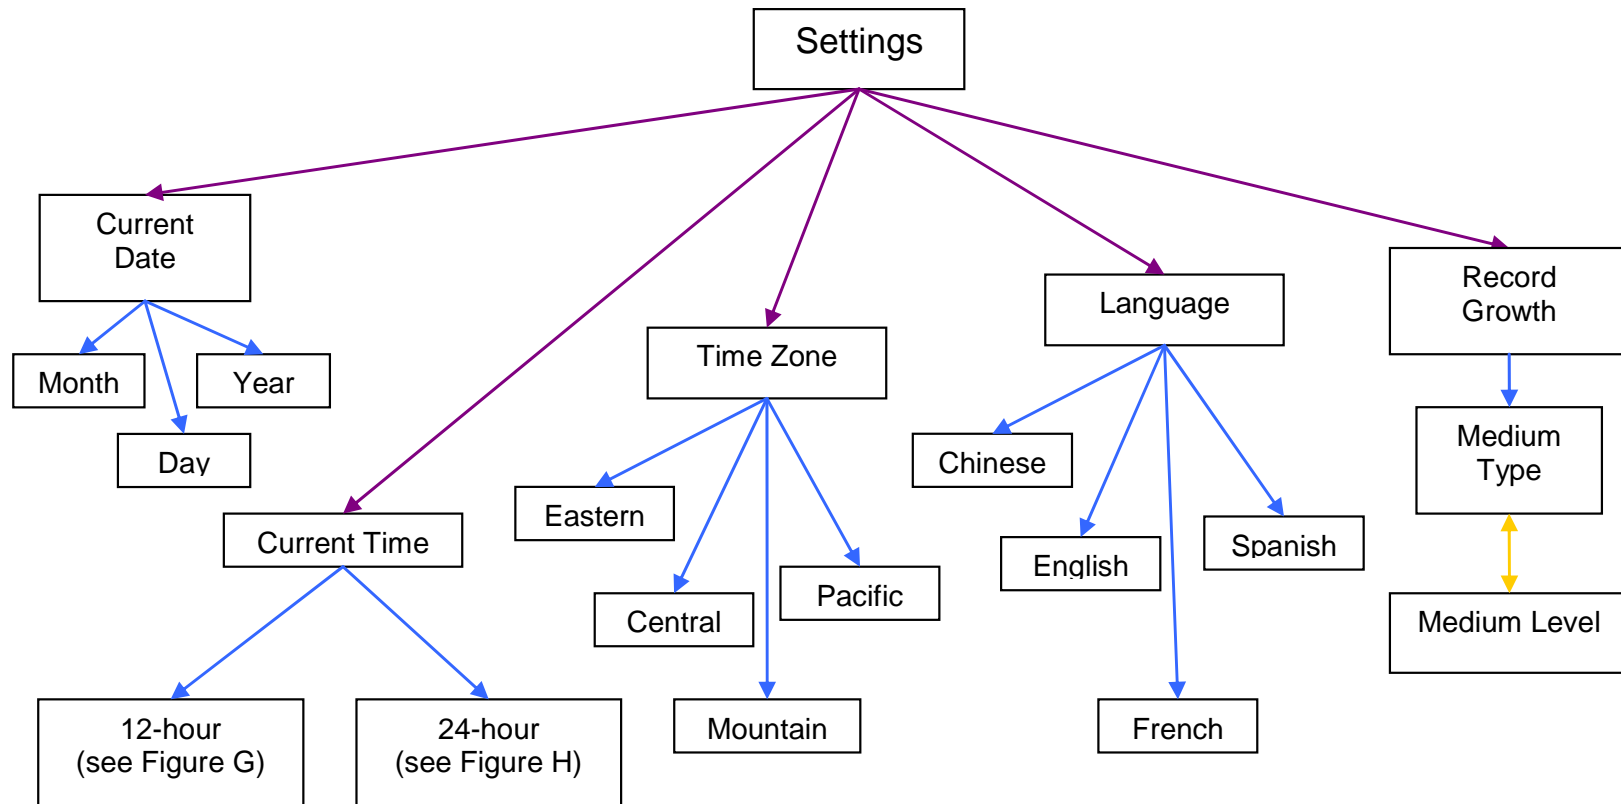 Settings
Current
Date
Month
Year
Day
Current Time
12-hour
(see Figure G)
24-hour
(see Figure H)
Time Zone
Eastern
Central
Mountain
Pacific
Language
Chinese
English
French
Spanish
Record
Growth
Medium
Type
Medium Level